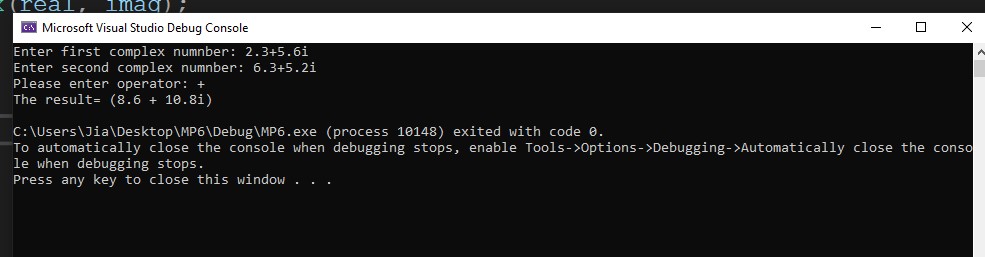 (real, imag);
Microsoft Visual Studio Debug Console
Enter first complex numnber: 2.3+5.6i
Enter second complex numnber: 6.3+5.2i
Please enter operator: +
The result= (8.6 + 10.8i)
C:\Users\Jia\Desktop\MP6\Debug\MP6.exe (process 10148) exited with code 0.
To automatically close the console when debugging stops, enable Tools->Options->Debugging->Automatically close the conso
le when debugging stops.
Press any key to close this window . . .